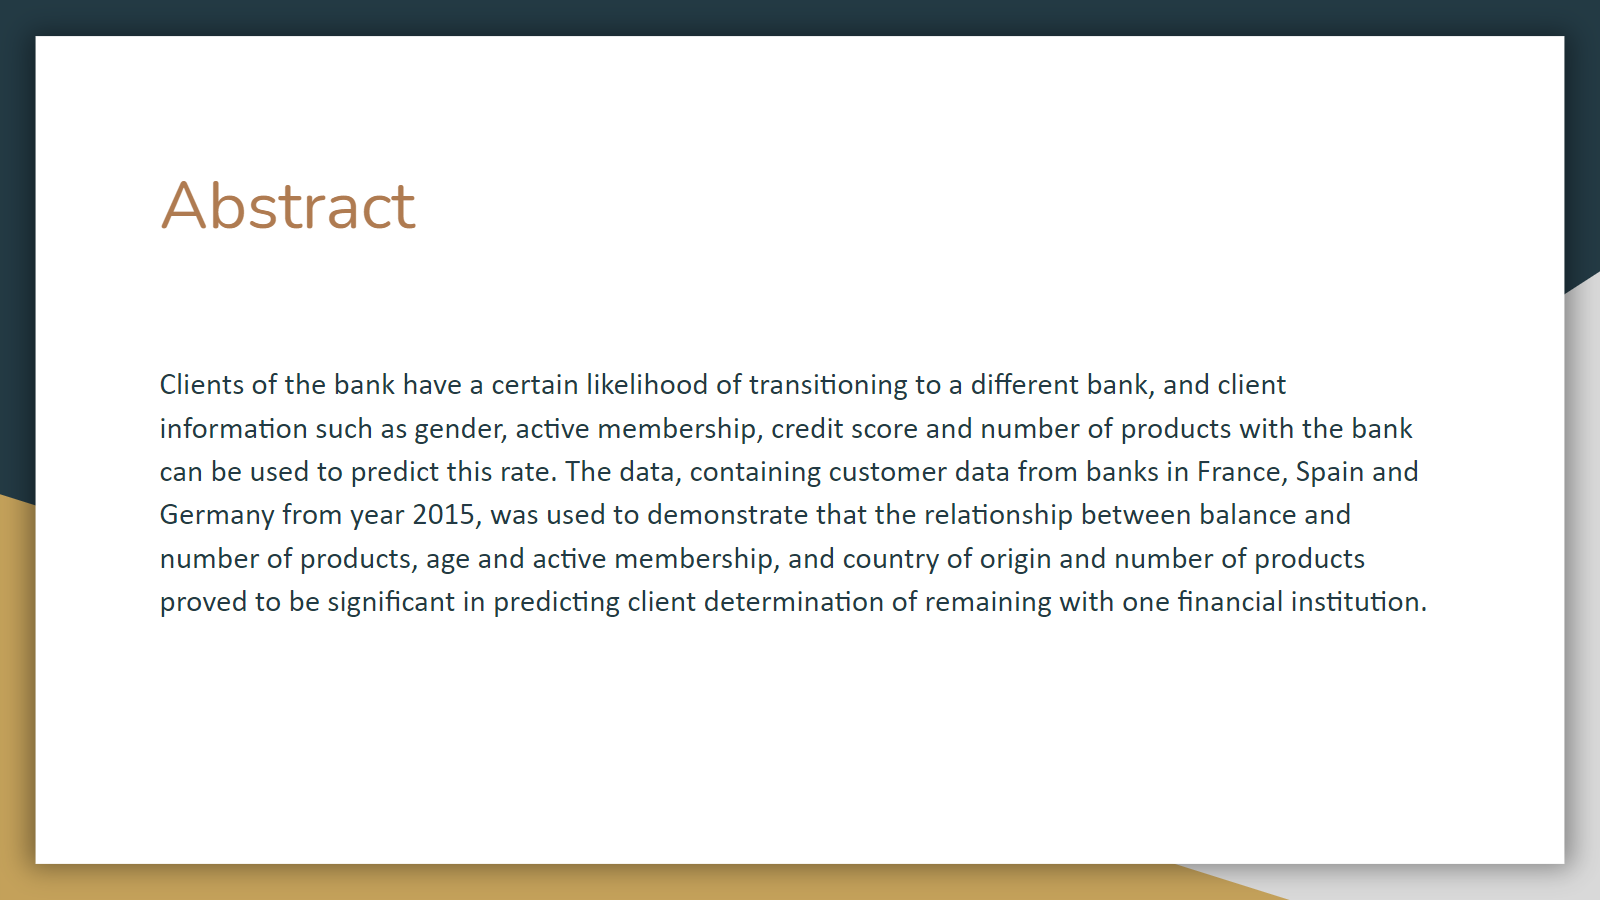 Abstract
Clients of the bank have a certain likelihood of transitioning to a different bank, and client
information such as gender, active membership, credit score and number of products with the bank
can be used to predict this rate. The data, containing customer data from banks in France, Spain and
Germany from year 2015, was used to demonstrate that the relationship between balance and
number of products, age and active membership, and country of origin and number of products
proved to be significant in predicting client determination of remaining with one financial institution.